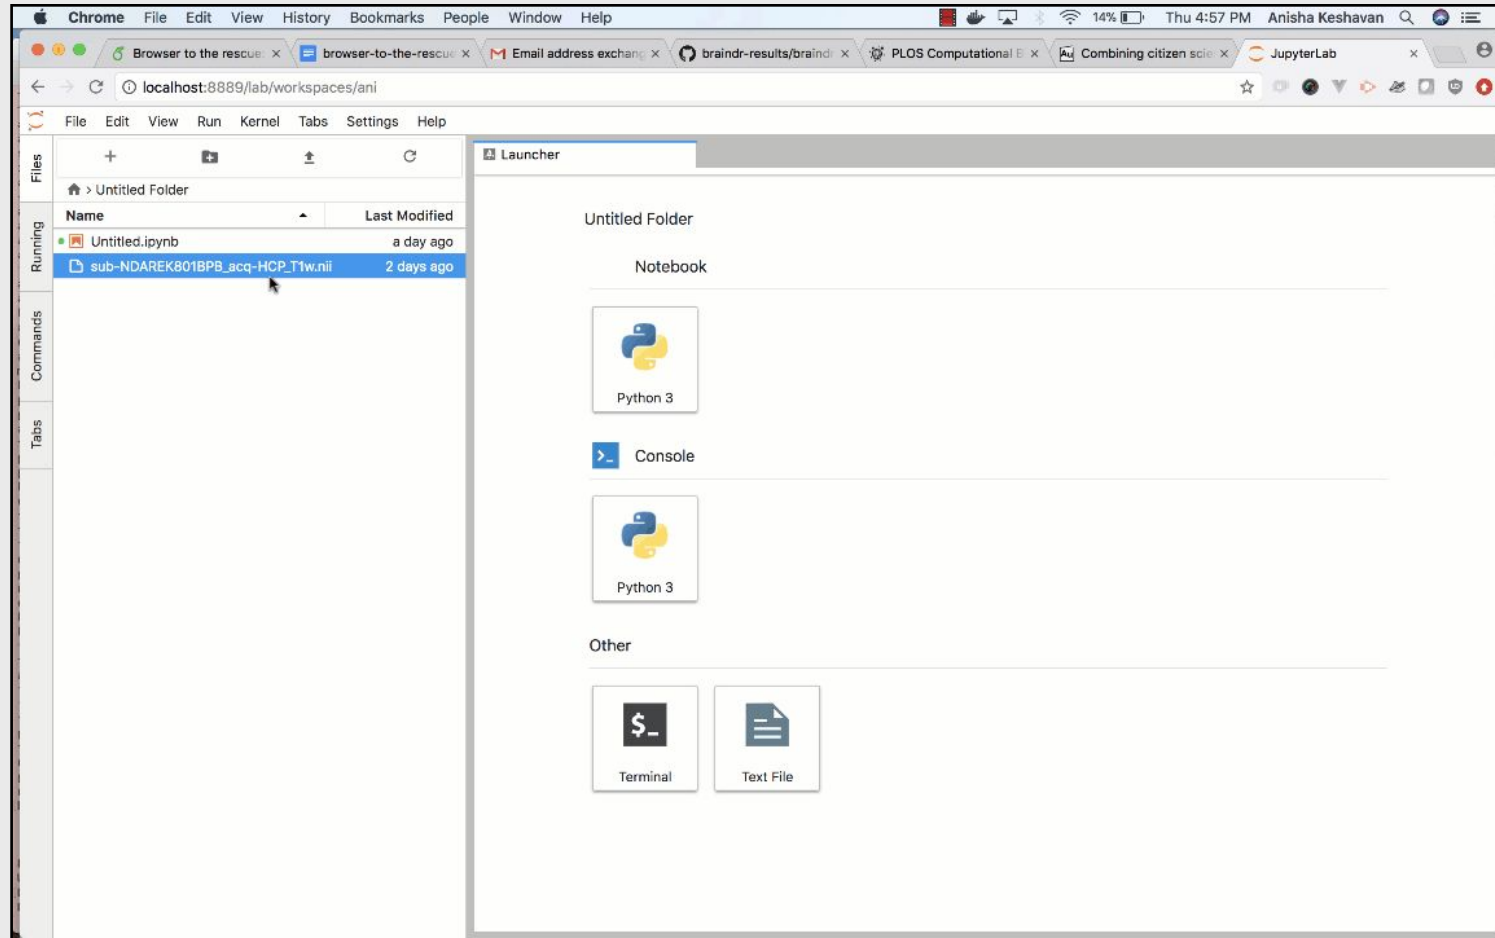 Chrome File Edit View History Bookmarks People Window Help 14% Thu 4:57 PM Anisha Keshavan
Browser to the rescue: browser-to-the-rescue Email address exchang braindr-results/braindr PLOS Computational B Au Combining citizen scie JupyterLab
localhost:8889/lab/workspaces/ani
File Edit View Run Kernel Tabs Settings Help
Files
Running
Commands
Tabs
> Untitled Folder
Name Last Modified
Untitled.ipynb a day ago
sub-NDAREK801BPB_acq-HCP_T1w.nii 2 days ago
Launcher
Untitled Folder
Notebook
Python 3
>_ Console
Python 3
Other
$_
Terminal Text File